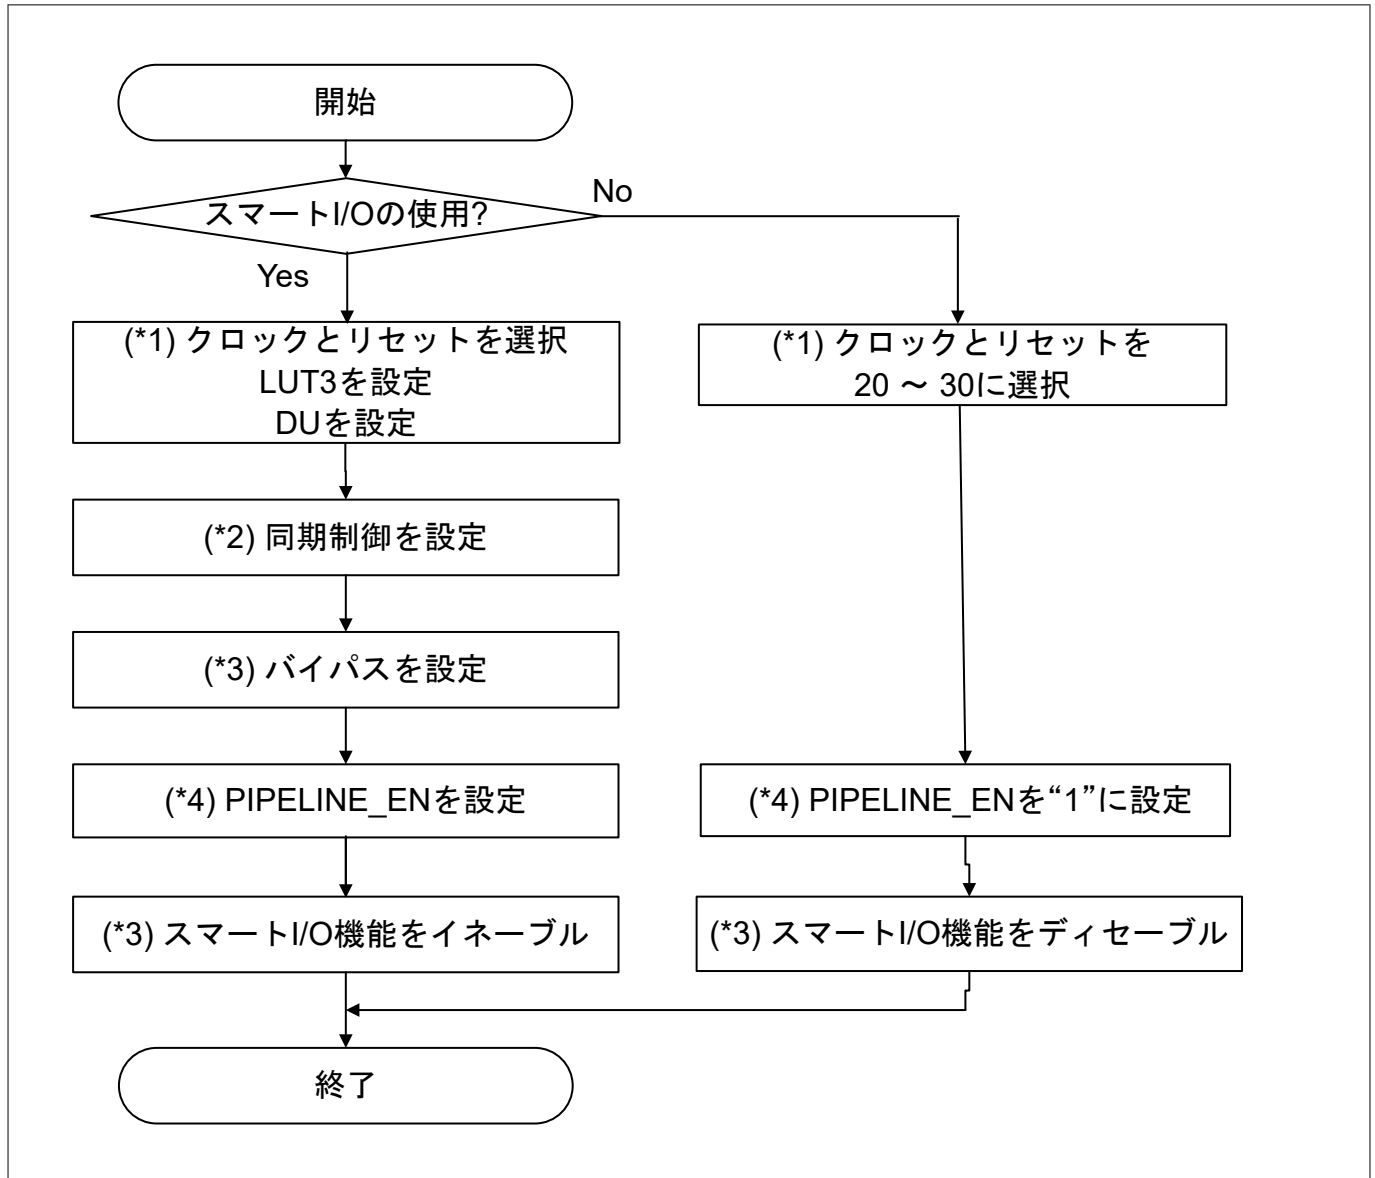 開始
スマートI/Oの使用?
No
Yes
(*1) クロックとリセットを選択
LUT3を設定
DUを設定
(*1) クロックとリセットを
20 ～ 30に選択
(*2) 同期制御を設定
(*3) バイパスを設定
(*4) PIPELINE_ENを設定
(*4) PIPELINE_ENを“1”に設定
(*3) スマートI/O機能をイネーブル
(*3) スマートI/O機能をディセーブル
終了